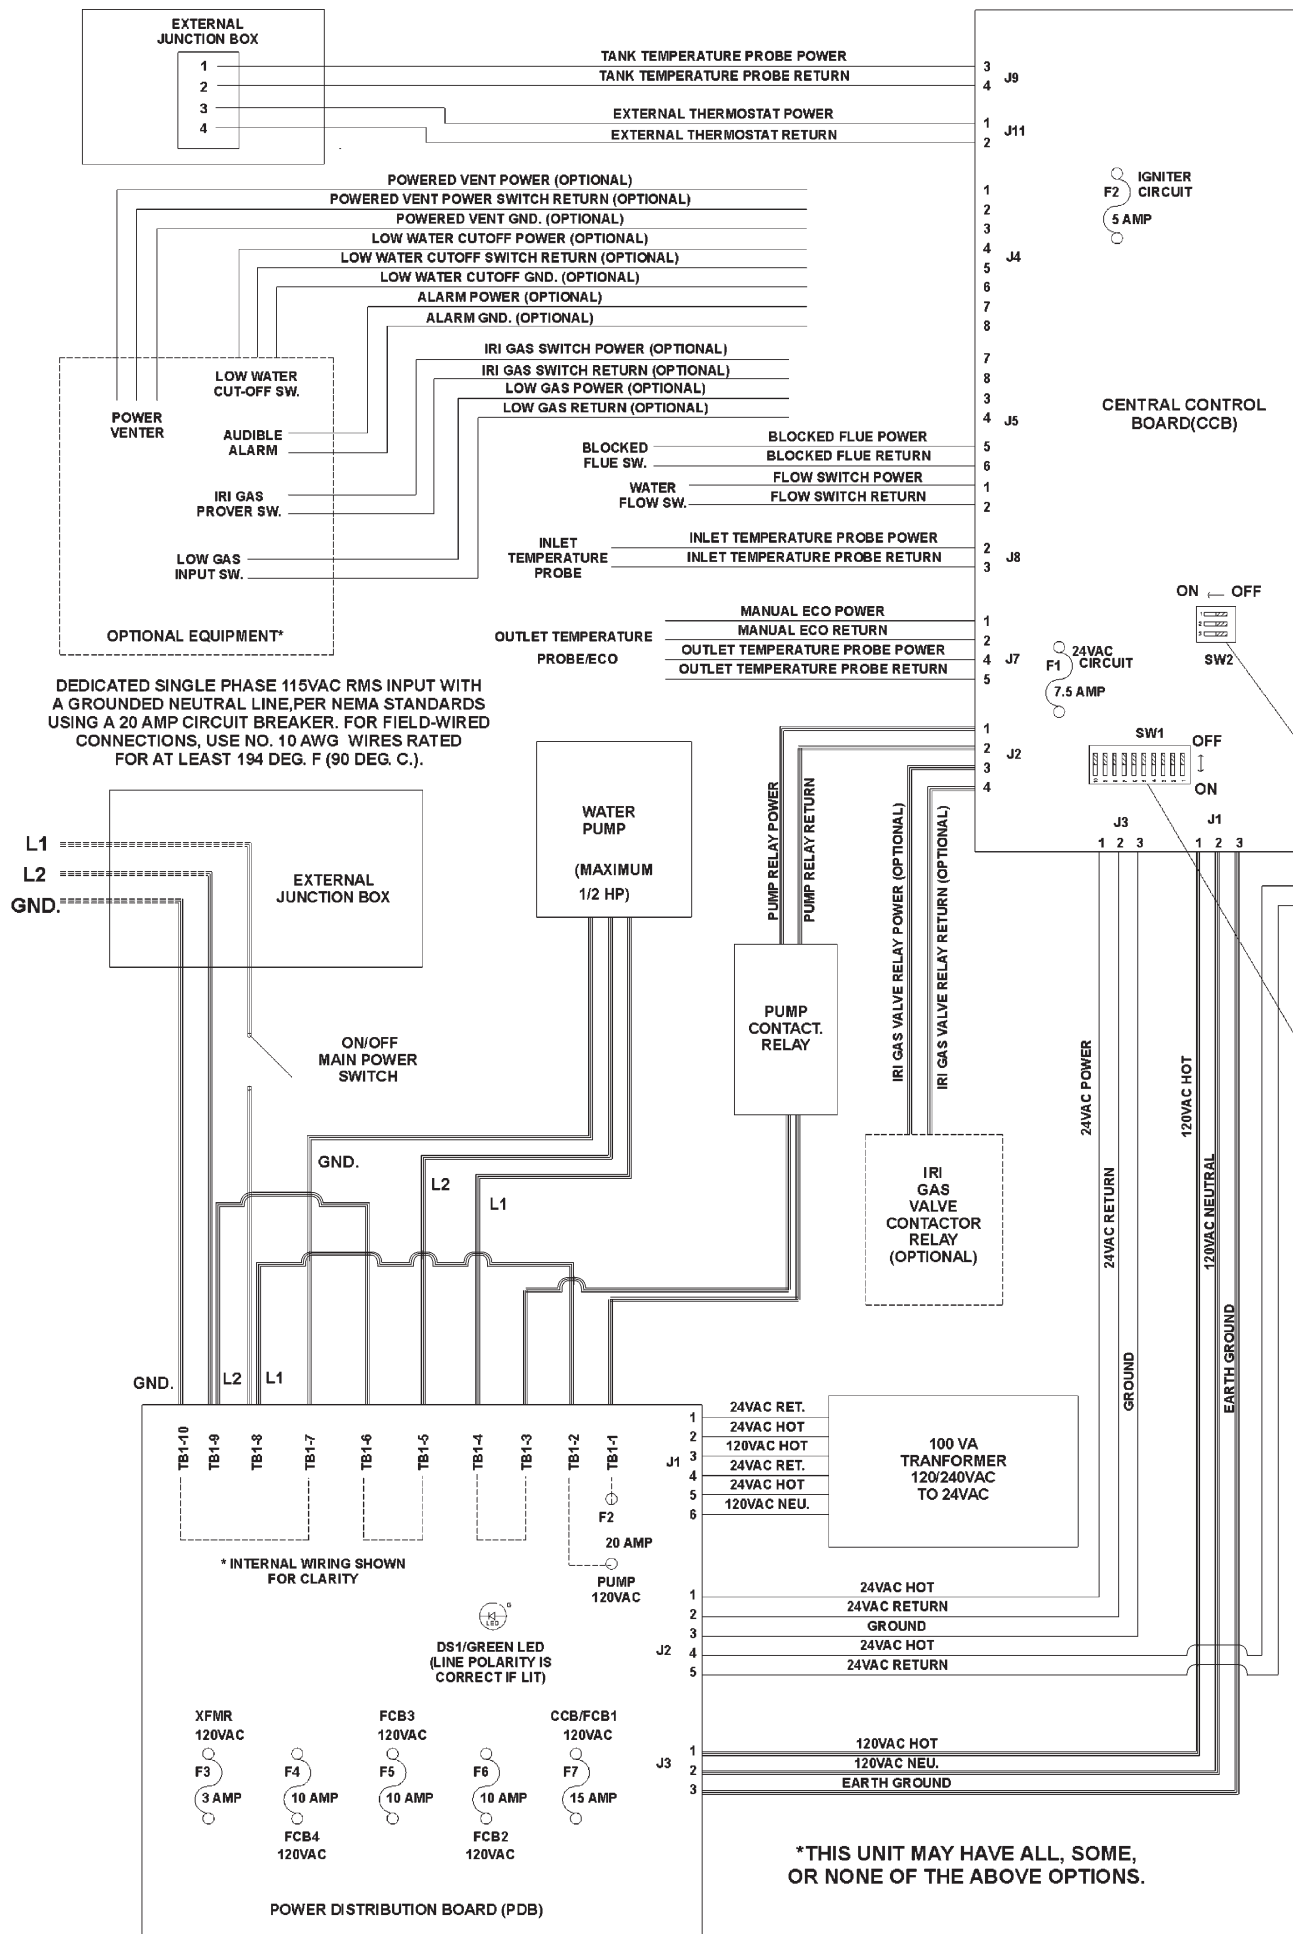 EXTERNAL
JUNCTION BOX
1
2
3
4
TANK TEMPERATURE PROBE POWER
TANK TEMPERATURE PROBE RETURN
EXTERNAL THERMOSTAT POWER
EXTERNAL THERMOSTAT RETURN
3
4
J9
1
2
J11
POWERED VENT POWER (OPTIONAL)
POWERED VENT POWER SWITCH RETURN (OPTIONAL)
POWERED VENT GND. (OPTIONAL)
LOW WATER CUTOFF POWER (OPTIONAL)
LOW WATER CUTOFF SWITCH RETURN (OPTIONAL)
LOW WATER CUTOFF GND. (OPTIONAL)
ALARM POWER (OPTIONAL)
ALARM GND. (OPTIONAL)
1
2
3
4
5
6
7
8
J4
IGNITER
CIRCUIT
F2
5 AMP
IRI GAS SWITCH POWER (OPTIONAL)
IRI GAS SWITCH RETURN (OPTIONAL)
LOW GAS POWER (OPTIONAL)
LOW GAS RETURN (OPTIONAL)
BLOCKED FLUE POWER
BLOCKED FLUE RETURN
FLOW SWITCH POWER
FLOW SWITCH RETURN
7
8
3
4
5
6
1
2
J5
CENTRAL CONTROL
BOARD(CCB)
LOW WATER
CUT-OFF SW.
POWER
VENTER
AUDIBLE
ALARM
IRI GAS
PROVER SW.
LOW GAS
INPUT SW.
OPTIONAL EQUIPMENT*
BLOCKED
FLUE SW.
WATER
FLOW SW.
INLET
TEMPERATURE
PROBE
INLET TEMPERATURE PROBE POWER
INLET TEMPERATURE PROBE RETURN
2
3
J8
ON ← OFF
1
2
3
SW2
OUTLET TEMPERATURE
PROBE/ECO
MANUAL ECO POWER
MANUAL ECO RETURN
OUTLET TEMPERATURE PROBE POWER
OUTLET TEMPERATURE PROBE RETURN
1
2
4
5
J7
24VAC
CIRCUIT
F1
7.5 AMP
DEDICATED SINGLE PHASE 115VAC RMS INPUT WITH
A GROUNDED NEUTRAL LINE,PER NEMA STANDARDS
USING A 20 AMP CIRCUIT BREAKER. FOR FIELD-WIRED
CONNECTIONS, USE NO. 10 AWG WIRES RATED
FOR AT LEAST 194 DEG. F (90 DEG. C.).
1
2
3
4
J2
SW1
OFF
ON
J3
1 2 3
J1
1 2 3
L1
L2
GND.
EXTERNAL
JUNCTION BOX
WATER
PUMP
(MAXIMUM
1/2 HP)
PUMP RELAY POWER
PUMP RELAY RETURN
IRI GAS VALVE RELAY POWER (OPTIONAL)
IRI GAS VALVE RELAY RETURN (OPTIONAL)
PUMP
CONTACT.
RELAY
ON/OFF
MAIN POWER
SWITCH
IRI
GAS
VALVE
CONTACTOR
RELAY
(OPTIONAL)
24VAC POWER
24VAC RETURN
GROUND
120VAC HOT
120VAC NEUTRAL
EARTH GROUND
GND.
L2
L1
GND.
L2
L1
TB1-10
TB1-9
TB1-8
TB1-7
TB1-6
TB1-5
TB1-4
TB1-3
TB1-2
TB1-1
F2
20 AMP
PUMP
120VAC
* INTERNAL WIRING SHOWN
FOR CLARITY
J1
1
2
3
4
5
6
24VAC RET.
24VAC HOT
120VAC HOT
24VAC RET.
24VAC HOT
120VAC NEU.
100 VA
TRANFORMER
120/240VAC
TO 24VAC
LED
DS1/GREEN LED
(LINE POLARITY IS
CORRECT IF LIT)
J2
1
2
3
4
5
24VAC HOT
24VAC RETURN
GROUND
24VAC HOT
24VAC RETURN
XFMR
120VAC
F3
3 AMP
F4
10 AMP
FCB4
120VAC
FCB3
120VAC
F5
10 AMP
F6
10 AMP
FCB2
120VAC
CCB/FCB1
120VAC
F7
15 AMP
J3
1
2
3
120VAC HOT
120VAC NEU.
EARTH GROUND
POWER DISTRIBUTION BOARD (PDB)
*THIS UNIT MAY HAVE ALL, SOME,
OR NONE OF THE ABOVE OPTIONS.